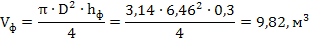 V_ф = (π · D² · h_ф)/4 = (3,14 · 6,46² · 0,3)/4 = 9,82, м³